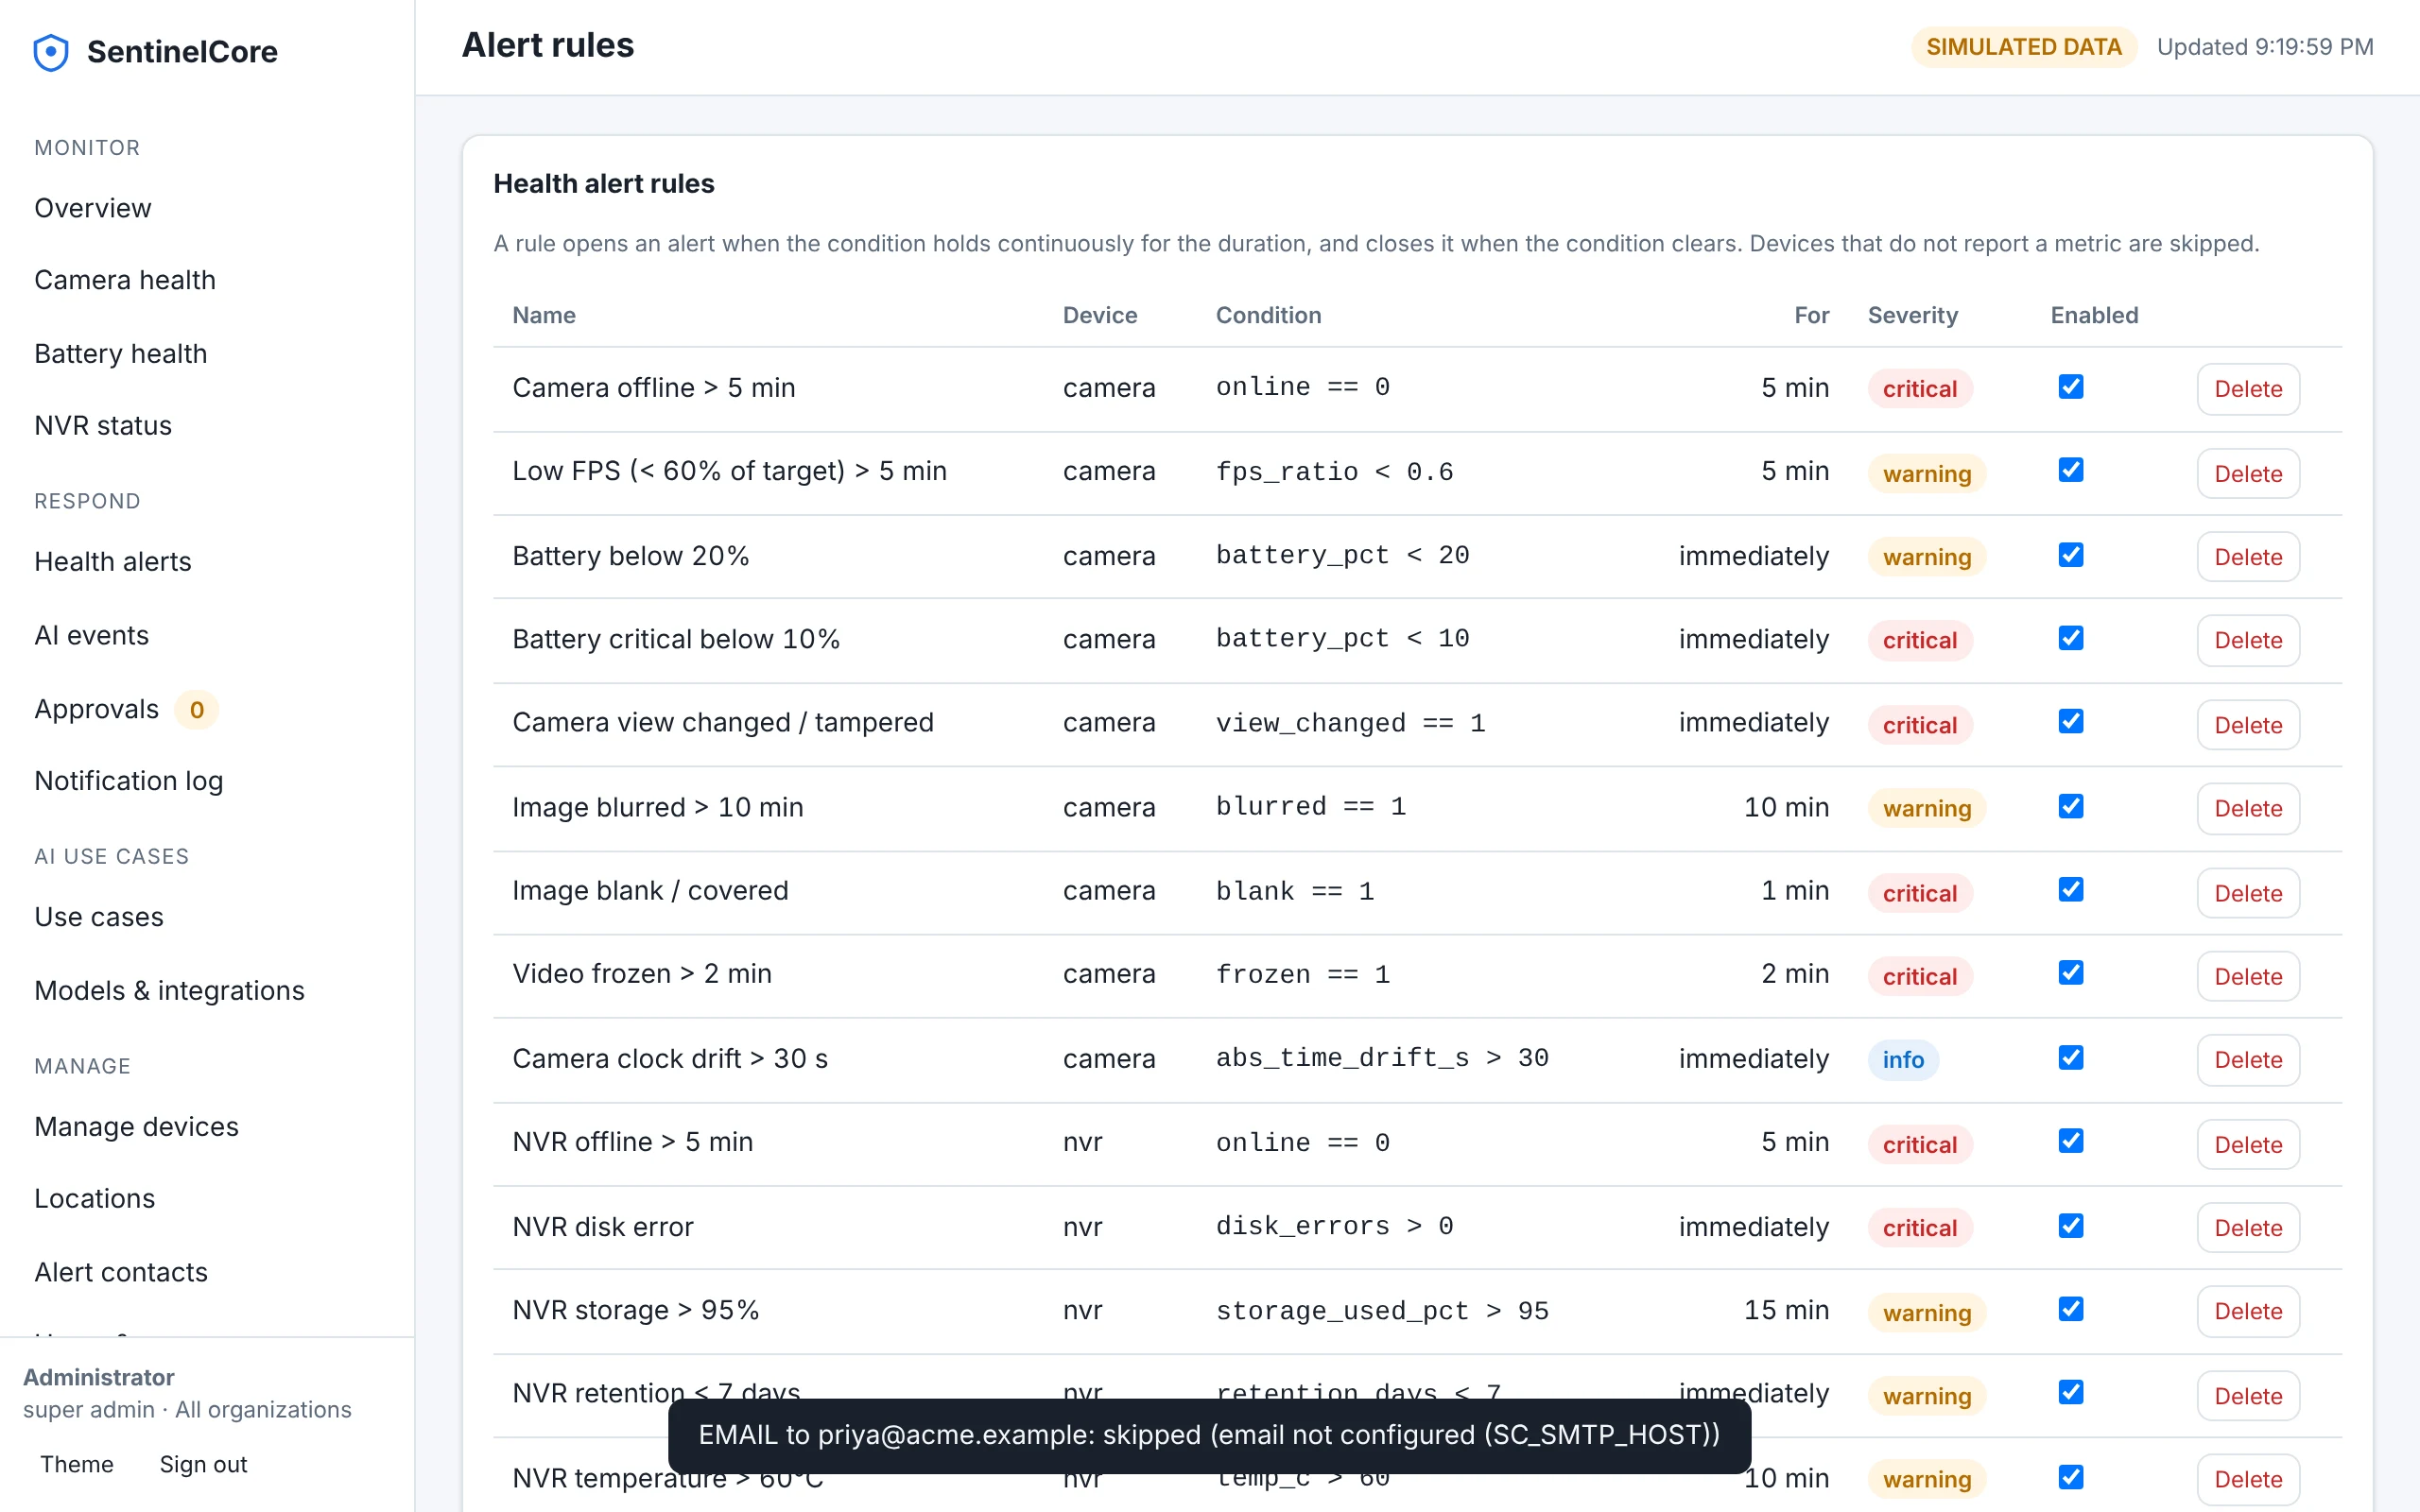 SentinelCore
MONITOR
Overview
Camera health
Battery health
NVR status
RESPOND
Health alerts
AI events
Approvals 0
Notification log
AI USE CASES
Use cases
Models & integrations
MANAGE
Manage devices
Locations
Alert contacts
Administrator
super admin · All organizations
Theme Sign out
Alert rules
SIMULATED DATA Updated 9:19:59 PM
Health alert rules
A rule opens an alert when the condition holds continuously for the duration, and closes it when the condition clears. Devices that do not report a metric are skipped.
Name Device Condition For Severity Enabled
Camera offline > 5 min camera online == 0 5 min critical Delete
Low FPS (< 60% of target) > 5 min camera fps_ratio < 0.6 5 min warning Delete
Battery below 20% camera battery_pct < 20 immediately warning Delete
Battery critical below 10% camera battery_pct < 10 immediately critical Delete
Camera view changed / tampered camera view_changed == 1 immediately critical Delete
Image blurred > 10 min camera blurred == 1 10 min warning Delete
Image blank / covered camera blank == 1 1 min critical Delete
Video frozen > 2 min camera frozen == 1 2 min critical Delete
Camera clock drift > 30 s camera abs_time_drift_s > 30 immediately info Delete
NVR offline > 5 min nvr online == 0 5 min critical Delete
NVR disk error nvr disk_errors > 0 immediately critical Delete
NVR storage > 95% nvr storage_used_pct > 95 15 min warning Delete
NVR retention < 7 days nvr retention_days < 7 immediately warning Delete
EMAIL to priya@acme.example: skipped (email not configured (SC_SMTP_HOST))
NVR temperature > 60°C nvr temp_c > 60 10 min warning Delete